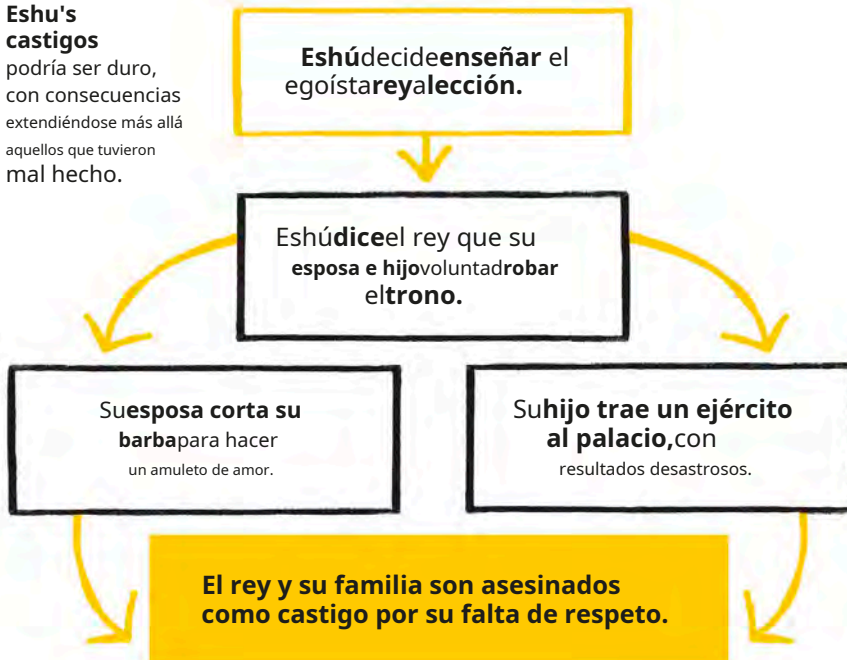 Eshu's
castigos
podría ser duro,
con consecuencias
extendiéndose más allá
aquellos que tuvieron
mal hecho.
Eshúdecideenseñar el
egoístareyalección.
Eshúdiceel rey que su
esposa e hijovoluntadrobar
eltrono.
Suesposa corta su
barbapara hacer
un amuleto de amor.
Suhijo trae un ejército
al palacio,con
resultados desastrosos.
El rey y su familia son asesinados
como castigo por su falta de respeto.